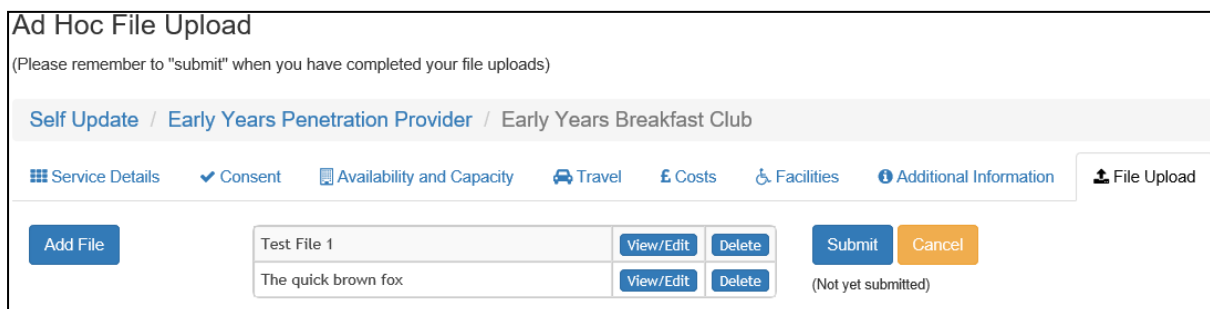 Ad Hoc File Upload
(Please remember to "submit" when you have completed your file uploads)
Self Update / Early Years Penetration Provider / Early Years Breakfast Club
Service Details Consent Availability and Capacity Travel £ Costs Facilities Additional Information File Upload
Add File Test File 1 View/Edit Delete Submit Cancel
The quick brown fox View/Edit Delete (Not yet submitted)